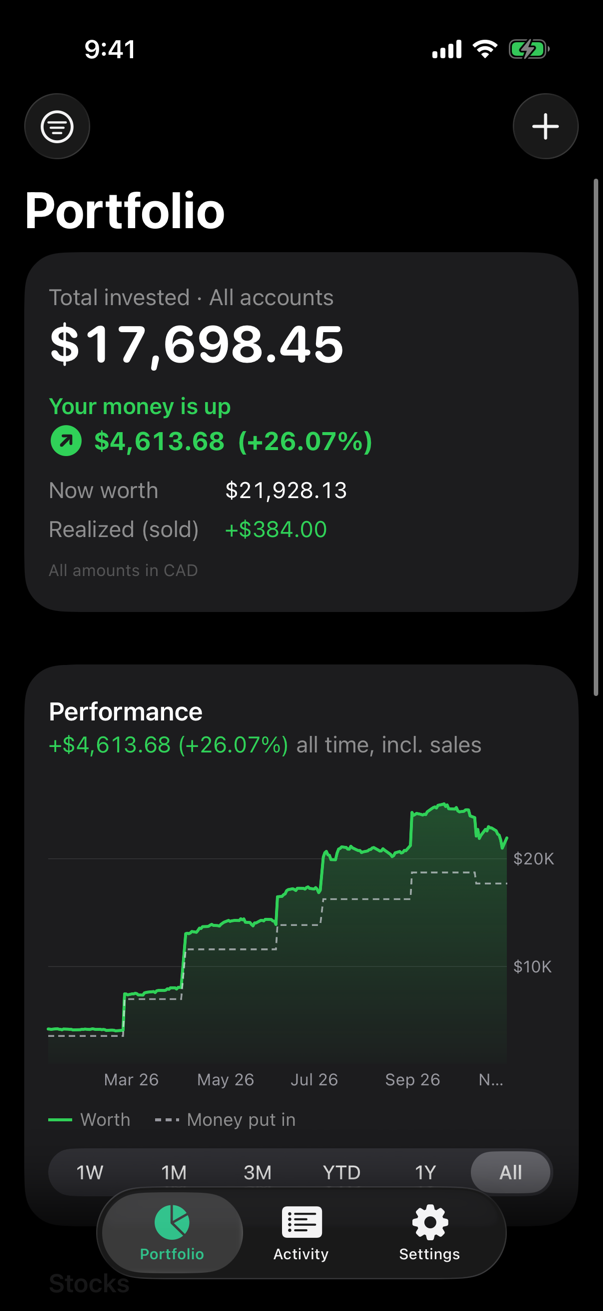 9:41
Portfolio
Total invested · All accounts
$17,698.45
Your money is up
$4,613.68 (+26.07%)
Now worth $21,928.13
Realized (sold) +$384.00
All amounts in CAD
Performance
+$4,613.68 (+26.07%) all time, incl. sales
$20K
$10K
Mar 26 May 26 Jul 26 Sep 26 N...
Worth Money put in
1W 1M 3M YTD 1Y All
Portfolio Activity Settings
Stocks